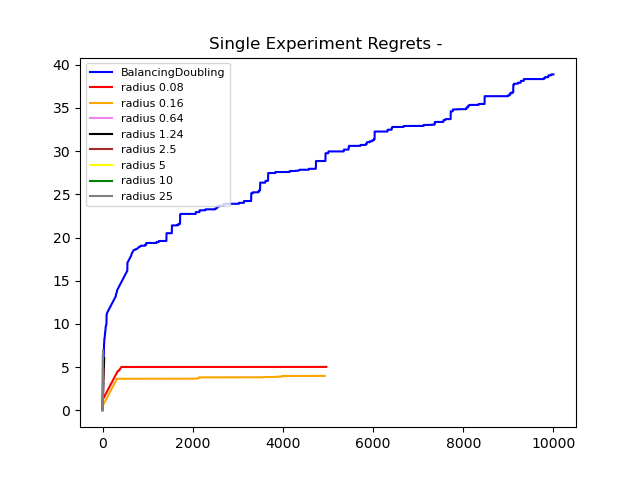 Single Experiment Regrets -
BalancingDoubling
radius 0.08
radius 0.16
radius 0.64
radius 1.24
radius 2.5
radius 5
radius 10
radius 25
40
35
30
25
20
15
10
5
0
0 2000 4000 6000 8000 10000